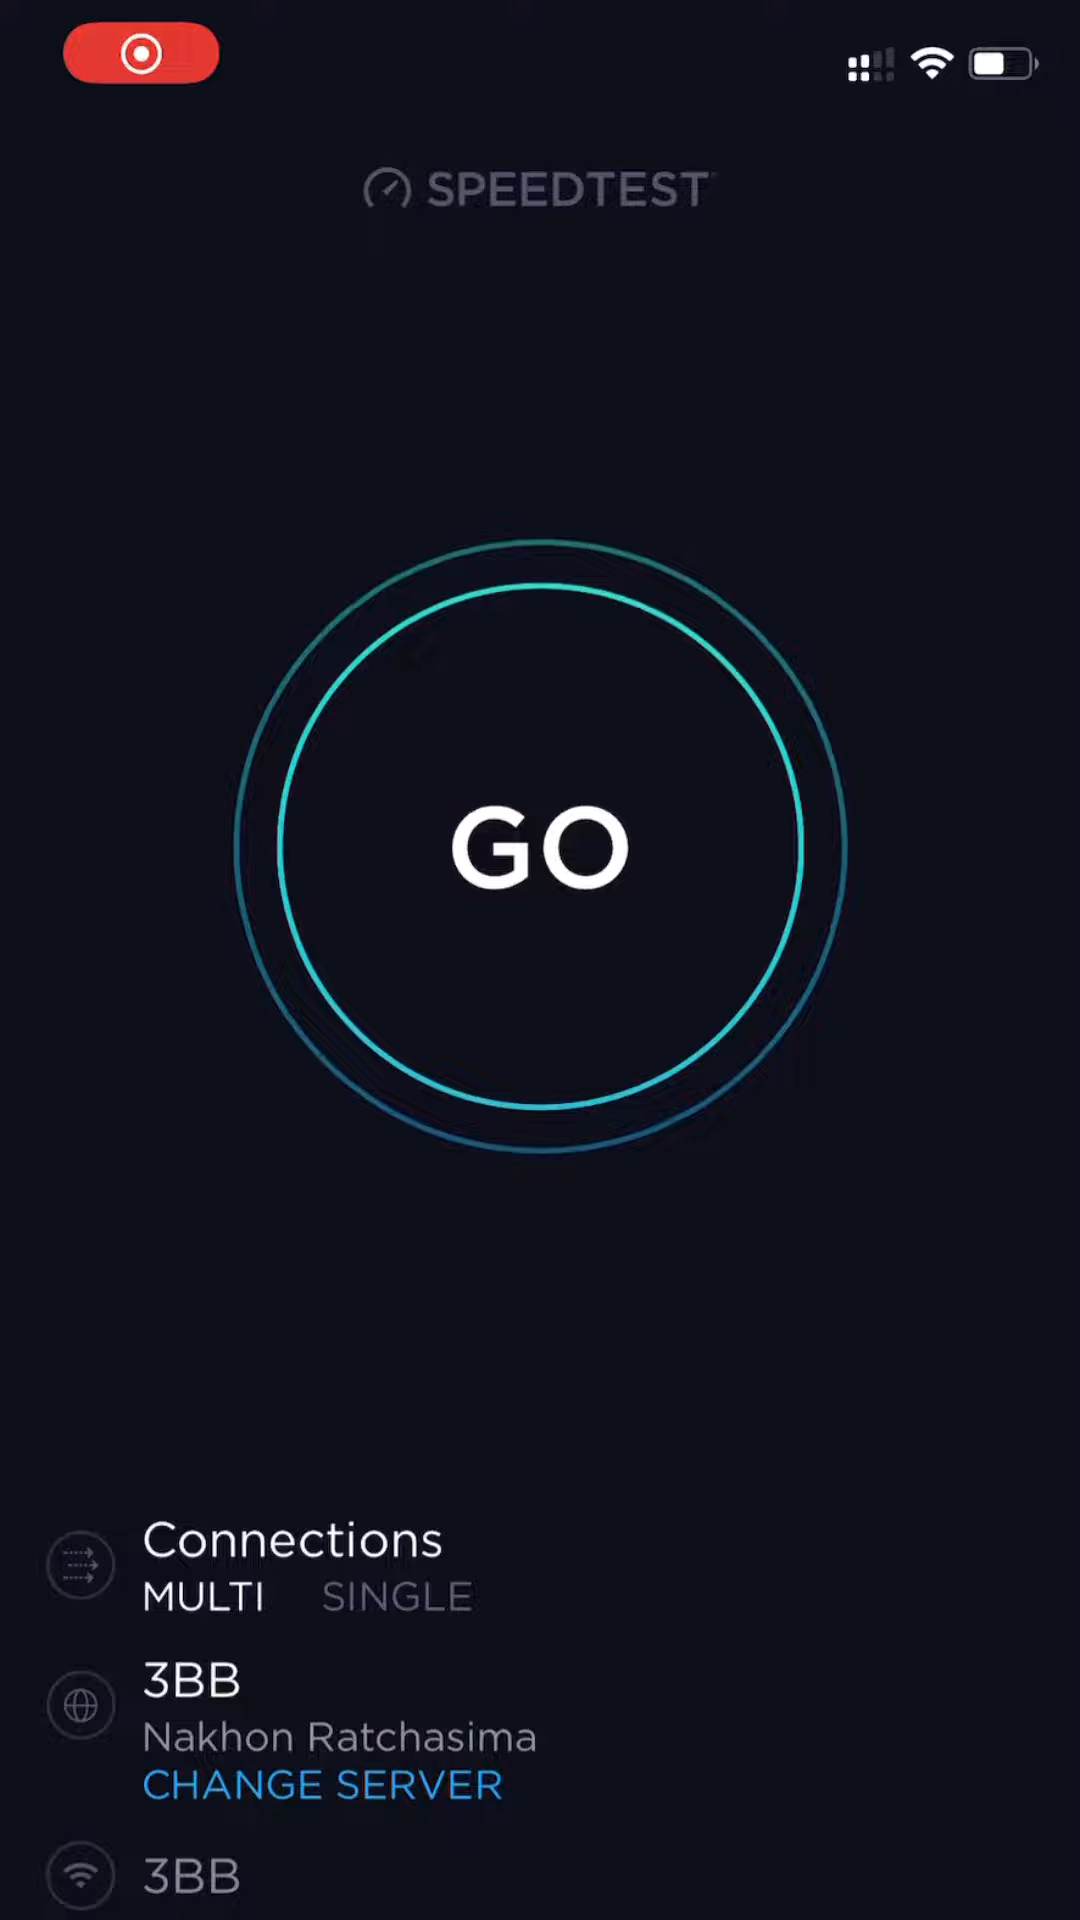 SPEEDTEST
GO
Connections
MULTI SINGLE
3BB
Nakhon Ratchasima
CHANGE SERVER
3BB